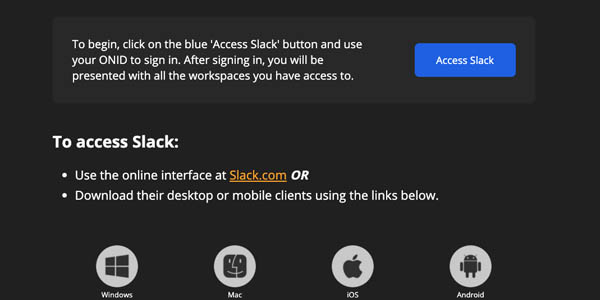 To begin, click on the blue 'Access Slack' button and use
your ONID to sign in. After signing in, you will be
presented with all the workspaces you have access to.
Access Slack
To access Slack:
• Use the online interface at Slack.com OR
• Download their desktop or mobile clients using the links below.
Windows
Mac
iOS
Android